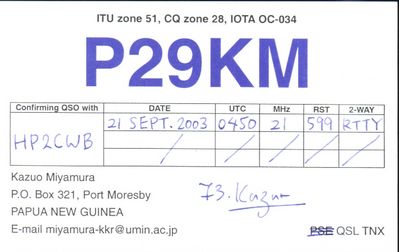 ITU zone 51, CQ zone 28, IOTA OC-034
P29KM
Confirming QSO with DATE UTC MHz RST 2-WAY
HP2CWB 21 SEPT. 2003 0450 21 599 RTTY
Kazuo Miyamura
P.O. Box 321, Port Moresby
73. Kazuo
PAPUA NEW GUINEA
E-mail miyamura-kkr@umin.ac.jp PSE QSL TNX